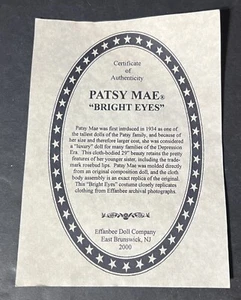 Certificate
of
Authenticity
PATSY MAE®
"BRIGHT EYES"
Patsy Mae was first introduced in 1934 as one of
the tallest dolls of the Patsy family, and because of
her size and therefore larger cost, she was considered
a "luxury" doll for many families of the Depression
Era. This cloth-bodied 29" beauty retains the pretty
features of her younger sister, including the trade-
mark rosebud lips. Patsy Mae was molded directly
from an original composition doll, and the cloth
body assembly is an exact replica of the original.
This "Bright Eyes" costume closely replicates
clothing from Effanbee archival photographs.
Effanbee Doll Company
East Brunswick, NJ
2000